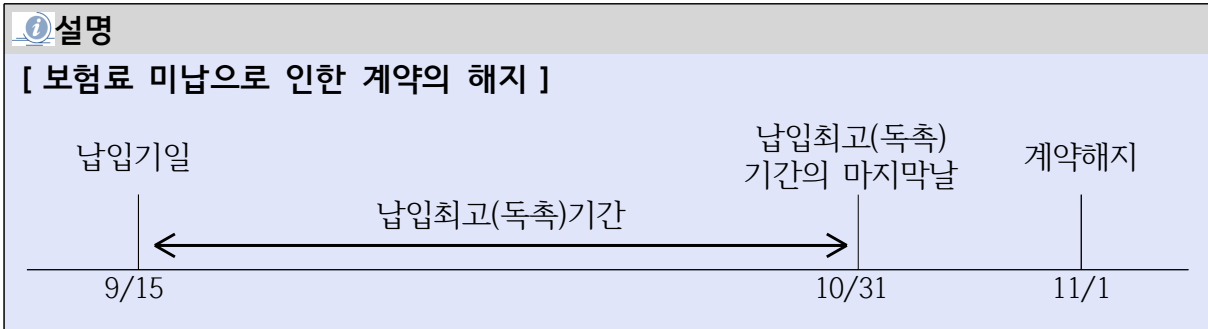 설명
[ 보험료 미납으로 인한 계약의 해지 ]
납입기일
납입최고(독촉)
기간의 마지막날
계약해지
납입최고(독촉)기간
9/15
10/31
11/1